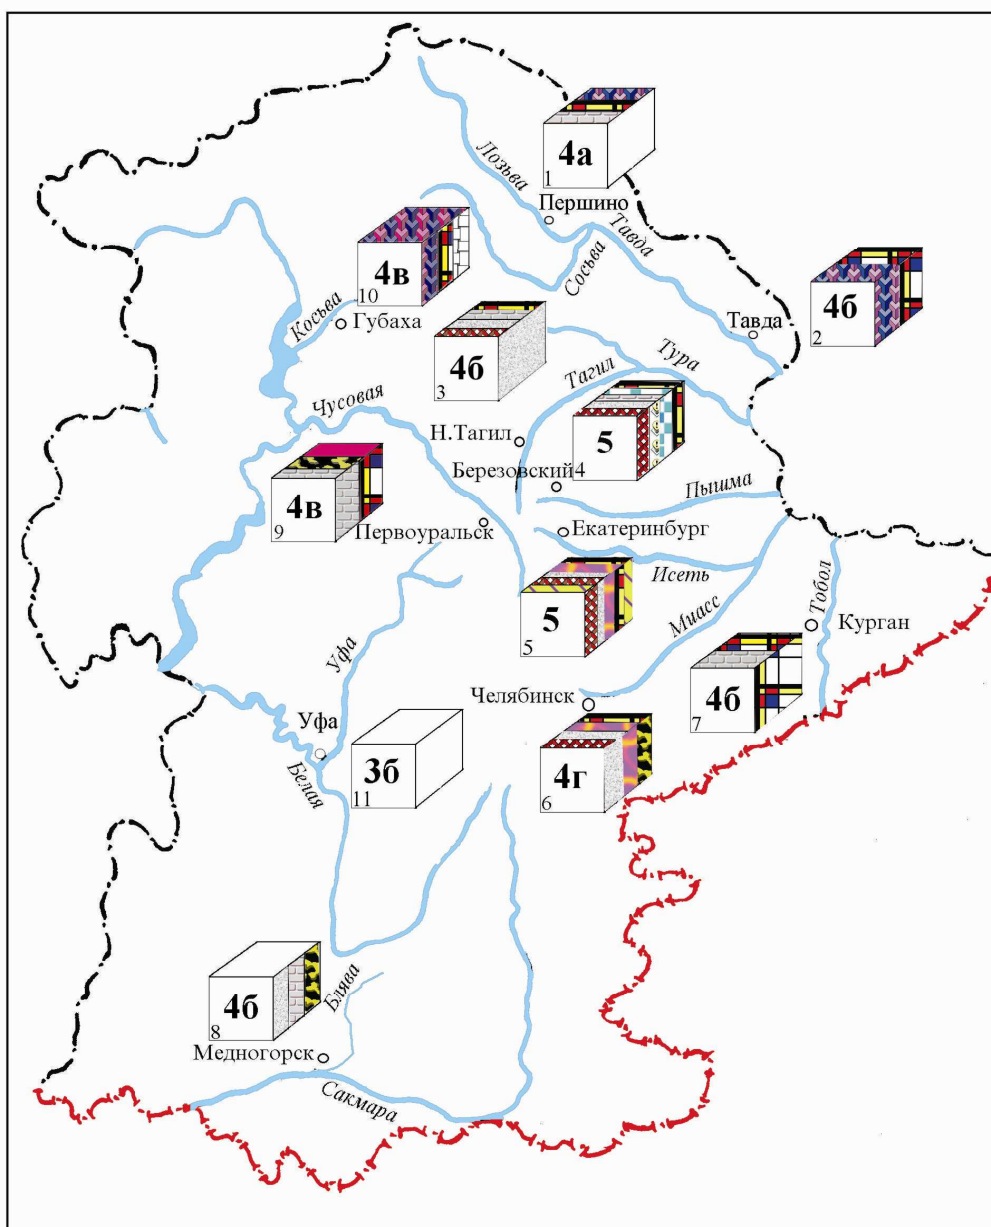 4а
1
Лозьва
Першино
Тавда
4в
10
Сосьва
4б
2
Косьва
Губаха
4б
3
Тавда
Тура
Тагил
Чусовая
5
4
Н.Тагил
Березовский
4в
9
Пышма
Первоуральск
Екатеринбург
Исеть
5
5
Миасс
Тобол
Курган
Уфа
4б
7
Челябинск
Уфа
3б
11
4г
6
Белая
4б
8
Блява
Медногорск
Сакмара